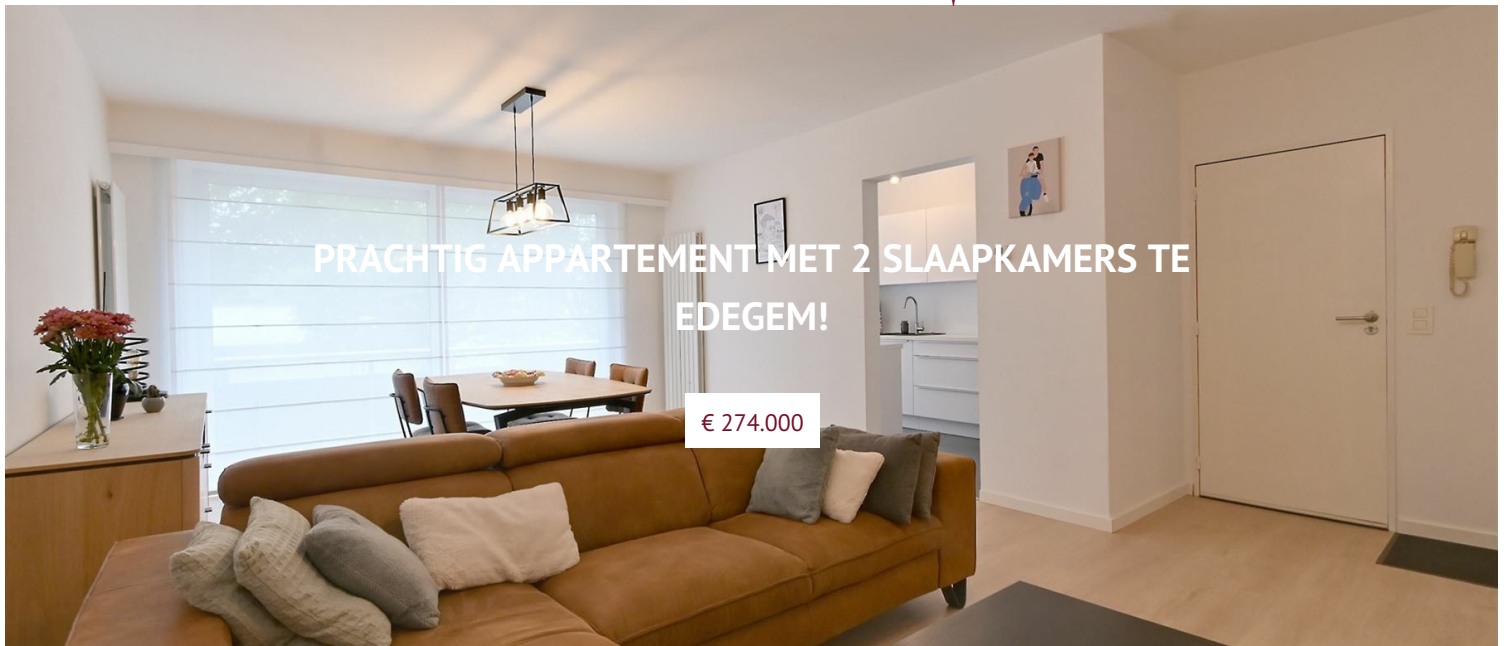 PRACHTIG APPARTEMENT MET 2 SLAAPKAMERS TE
EDEGEM!
€ 274.000